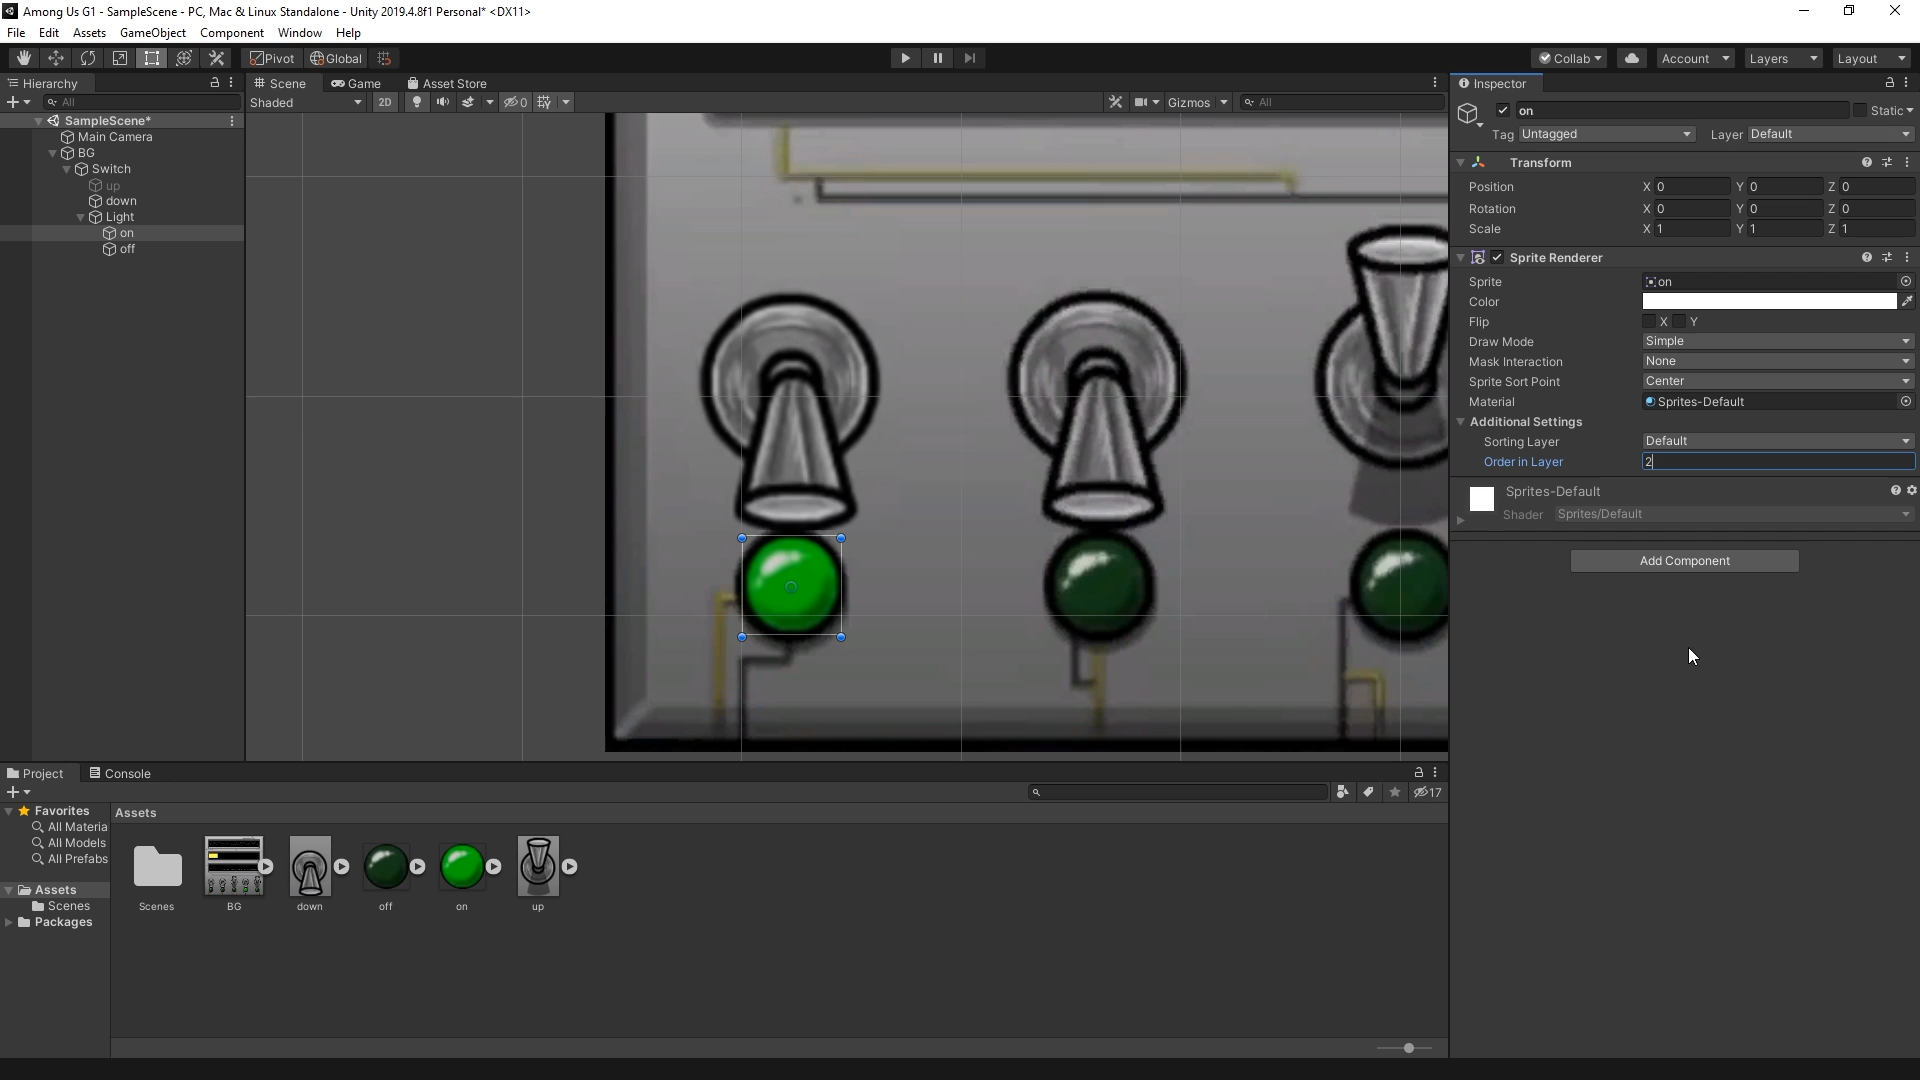 Among Us G1 - SampleScene - PC, Mac & Linux Standalone - Unity 2019.4.8f1 Personal* <DX11>
File Edit Assets GameObject Component Window Help
Pivot Global Collab Account Layers Layout
Hierarchy
All
SampleScene*
Main Camera
BG
Switch
up
down
Light
on
off
Scene Game Asset Store
Shaded 2D 0 Gizmos All
Inspector
on Static
Tag Untagged Layer Default
Transform
Position X 0 Y 0 Z 0
Rotation X 0 Y 0 Z 0
Scale X 1 Y 1 Z 1
Sprite Renderer
Sprite on
Color
Flip X Y
Draw Mode Simple
Mask Interaction None
Sprite Sort Point Center
Material Sprites-Default
Additional Settings
Sorting Layer Default
Order in Layer 2
Sprites-Default
Shader Sprites/Default
Add Component
Project Console
17
Favorites
All Materia
All Models
All Prefabs
Assets
Scenes
Packages
Assets
Scenes BG down off on up